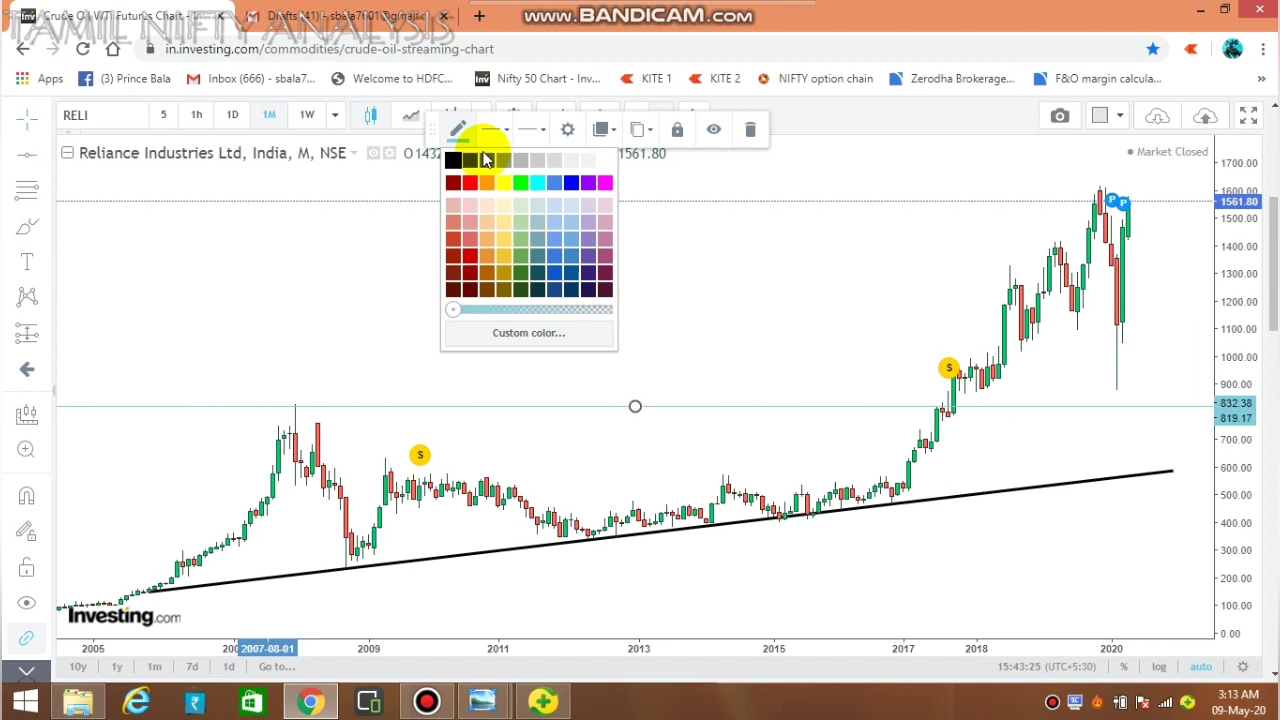 Crude Oil WTI Futures Chart - In
Drafts (41) - sbala7601@gmail.c
www.BANDICAM.com
TAMIL NIFTY ANALYSIS
in.investing.com/commodities/crude-oil-streaming-chart
Apps
(3) Prince Bala
Inbox (666) - sbala7...
Welcome to HDFC...
Nifty 50 Chart - Inv...
KITE 1
KITE 2
NIFTY option chain
Zerodha Brokerage...
F&O margin calcula...
»
RELI
5
1h
1D
1M
1W
Reliance Industries Ltd, India, M, NSE
O1432
1561.80
Market Closed
1700.00
1600.00
1561.80
1500.00
1400.00
1300.00
1200.00
1100.00
1000.00
900.00
832.38
819.17
700.00
600.00
500.00
400.00
300.00
200.00
100.00
0.00
Custom color...
P
P
S
S
Investing.com
2005
2007-08-01
2009
2011
2013
2015
2017
2018
2020
10y
1y
1m
7d
1d
Go to...
15:43:25 (UTC+5:30)
%
log
auto
3:13 AM
09-May-20